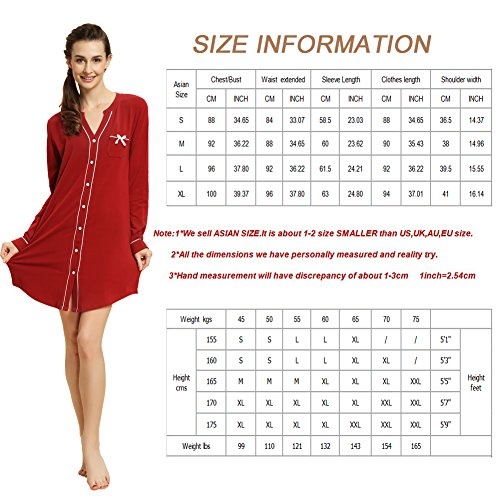 SIZE INFORMATION
Asian Size Chest/Bust Waist extended Sleeve Length Clothes length Shoulder width
CM INCH CM INCH CM INCH CM INCH CM INCH
S 88 34.65 84 33.07 58.5 23.03 88 34.65 36.5 14.37
M 92 36.22 88 34.65 60 23.62 90 35.43 38 14.96
L 96 37.80 92 36.22 61.5 24.21 92 36.22 39.5 15.55
XL 100 39.37 96 37.80 63 24.80 94 37.01 41 16.14
Note:1*We sell ASIAN SIZE.It is about 1-2 size SMALLER than US,UK,AU,EU size.
2*All the dimensions we have personally measured and reality try.
3*Hand measurement will have discrepancy of about 1-3cm 1inch=2.54cm
Weight kgs 45 50 55 60 65 70 75
Height cms 155 S S L L XL / / 5'1" Height feet
160 S S L L XL XL / 5'3"
165 M M M XL XL XL XXL 5'5"
170 XL XL XL XL XL XXL XXL 5'7"
175 XL XL XL XL XXL XXL XXL 5'9"
Weight lbs 99 110 121 132 143 154 165